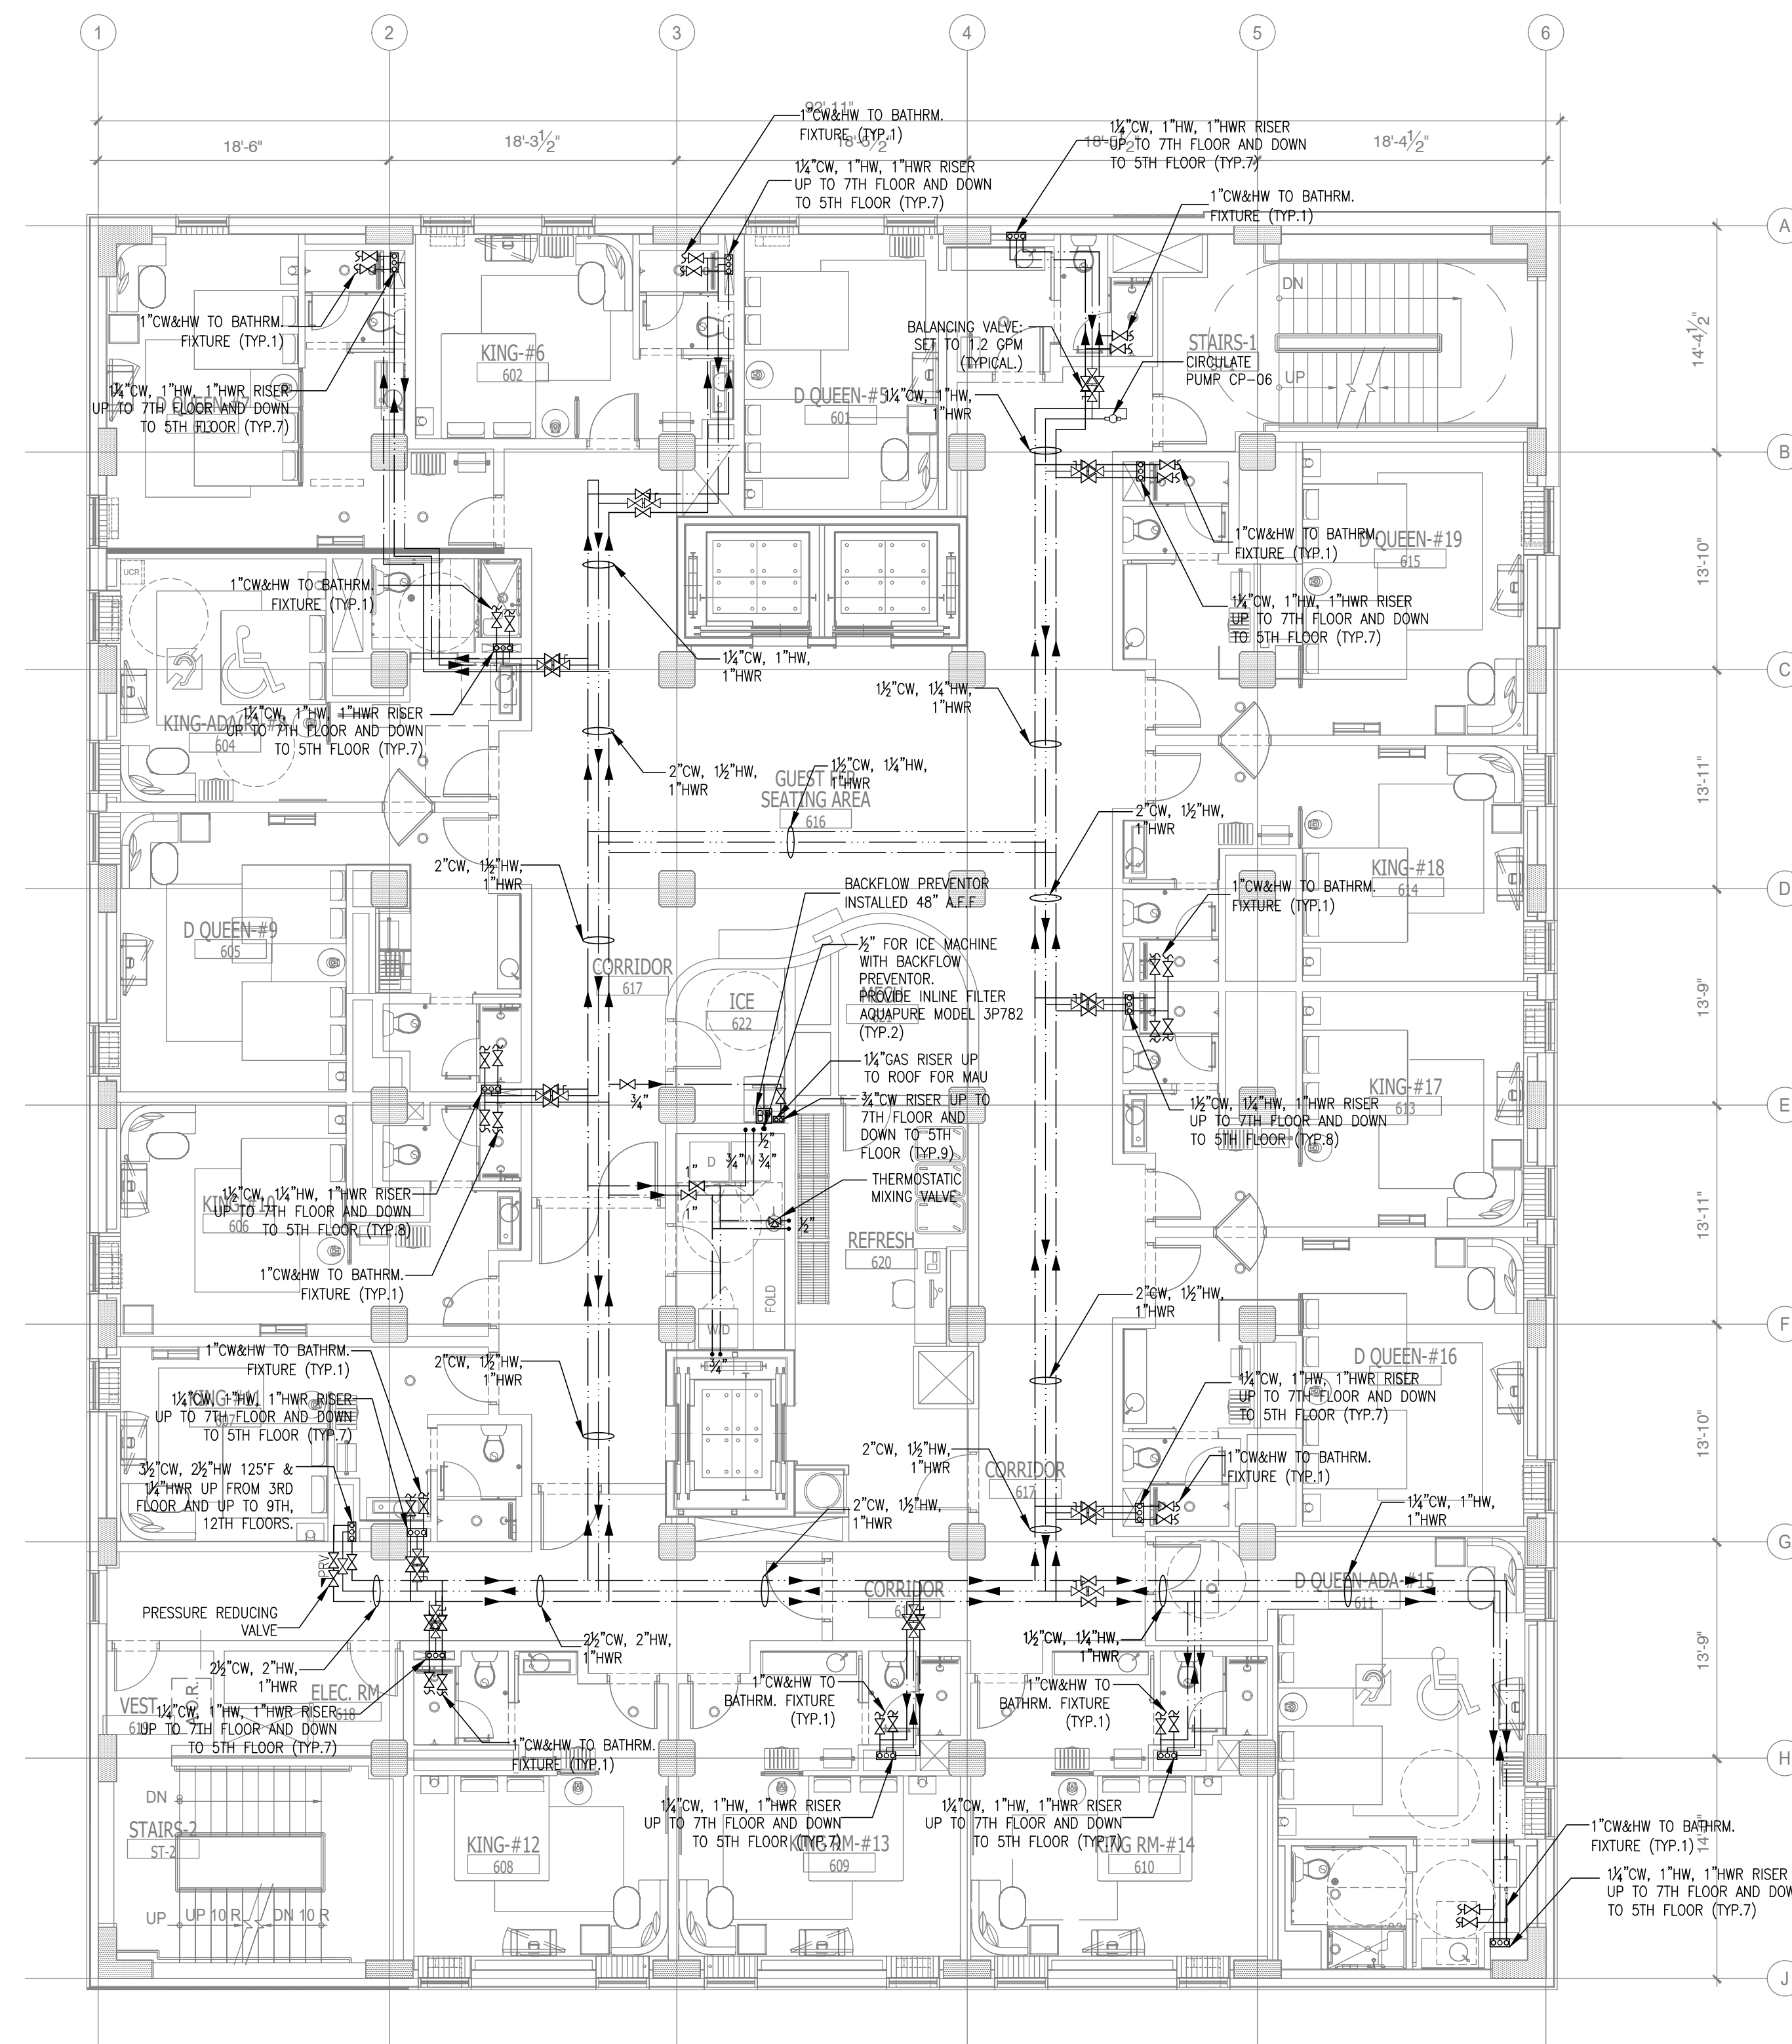 1
2
3
4
5
6
92'-11"
18'-6"
18'-3½"
18'-5½"
18'-4½"
1"CW&HW TO BATHRM.
FIXTURE (TYP.1)
1¼"CW, 1"HW, 1"HWR RISER
UP TO 7TH FLOOR AND DOWN
TO 5TH FLOOR (TYP.7)
1¼"CW, 1"HW, 1"HWR RISER
UP TO 7TH FLOOR AND DOWN
TO 5TH FLOOR (TYP.7)
1"CW&HW TO BATHRM.
FIXTURE (TYP.1)
A
1"CW&HW TO BATHRM.
FIXTURE (TYP.1)
KING-#6
602
1¼"CW, 1"HW, 1"HWR RISER
UP TO 7TH FLOOR AND DOWN
TO 5TH FLOOR (TYP.7)
D QUEEN-#5
601
BALANCING VALVE:
SET TO 1.2 GPM
(TYPICAL.)
CIRCULATE
PUMP CP-06
1¼"CW, 1"HW,
1"HWR
STAIRS-1
DN
UP
14'-4½"
B
1"CW&HW TO BATHRM.
FIXTURE (TYP.1)
D QUEEN-#19
615
1¼"CW, 1"HW, 1"HWR RISER
UP TO 7TH FLOOR AND DOWN
TO 5TH FLOOR (TYP.7)
13'-10"
UCR
1"CW&HW TO BATHRM.
FIXTURE (TYP.1)
1¼"CW, 1"HW,
1"HWR
C
1½"CW, 1¼"HW,
1"HWR
604
1¼"CW, 1"HW, 1"HWR RISER
UP TO 7TH FLOOR AND DOWN
TO 5TH FLOOR (TYP.7)
2"CW, 1½"HW,
1"HWR
1½"CW, 1¼"HW,
1"HWR
SEATING AREA
616
13'-11"
2"CW, 1½"HW,
1"HWR
2"CW, 1½"HW,
1"HWR
KING-#18
614
D
1"CW&HW TO BATHRM.
FIXTURE (TYP.1)
BACKFLOW PREVENTOR
INSTALLED 48" A.F.F
D QUEEN-#9
605
CORRIDOR
617
ICE
622
½" FOR ICE MACHINE
WITH BACKFLOW
PREVENTOR.
PROVIDE INLINE FILTER
AQUAPURE MODEL 3P782
(TYP.2)
MECH
621
13'-9"
1¼"GAS RISER UP
TO ROOF FOR MAU
¾"CW RISER UP TO
7TH FLOOR AND
DOWN TO 5TH
FLOOR (TYP.9)
¾"
KING-#17
613
1½"CW, 1¼"HW, 1"HWR RISER
UP TO 7TH FLOOR AND DOWN
TO 5TH FLOOR (TYP.8)
E
½"
D
W
¾"
¾"
1"
1"
THERMOSTATIC
MIXING VALVE
½"
REFRESH
620
FOLD
W/D
¾"
1½"CW, 1¼"HW, 1"HWR RISER
UP TO 7TH FLOOR AND DOWN
TO 5TH FLOOR (TYP.8)
606
1"CW&HW TO BATHRM.
FIXTURE (TYP.1)
13'-11"
2"CW, 1½"HW,
1"HWR
F
1"CW&HW TO BATHRM.
FIXTURE (TYP.1)
2"CW, 1½"HW,
1"HWR
D QUEEN-#16
1¼"CW, 1"HW, 1"HWR RISER
UP TO 7TH FLOOR AND DOWN
TO 5TH FLOOR (TYP.7)
KING-#11
1¼"CW, 1"HW, 1"HWR RISER
UP TO 7TH FLOOR AND DOWN
TO 5TH FLOOR (TYP.7)
3½"CW, 2½"HW 125°F &
1¼"HWR UP FROM 3RD
FLOOR AND UP TO 9TH,
12TH FLOORS.
2"CW, 1½"HW,
1"HWR
CORRIDOR
617
1"CW&HW TO BATHRM.
FIXTURE (TYP.1)
13'-10"
2"CW, 1½"HW,
1"HWR
1¼"CW, 1"HW,
1"HWR
G
PRV
PRESSURE REDUCING
VALVE
CORRIDOR
D QUEEN-ADA-#15
611
2½"CW, 2"HW,
1"HWR
2½"CW, 2"HW,
1"HWR
1½"CW, 1¼"HW,
1"HWR
13'-9"
VEST.
A.O.R.
ELEC. RM
618
1¼"CW, 1"HW, 1"HWR RISER
UP TO 7TH FLOOR AND DOWN
TO 5TH FLOOR (TYP.7)
1"CW&HW TO
BATHRM. FIXTURE
(TYP.1)
1"CW&HW TO
BATHRM. FIXTURE
(TYP.1)
1"CW&HW TO BATHRM.
FIXTURE (TYP.1)
H
DN
STAIRS-2
ST-2
UP
UP 10 R
DN 10 R
KING-#12
608
1¼"CW, 1"HW, 1"HWR RISER
UP TO 7TH FLOOR AND DOWN
TO 5TH FLOOR (TYP.7)
KING RM-#13
609
1¼"CW, 1"HW, 1"HWR RISER
UP TO 7TH FLOOR AND DOWN
TO 5TH FLOOR (TYP.7)
KING RM-#14
610
1"CW&HW TO BATHRM.
FIXTURE (TYP.1)
1¼"CW, 1"HW, 1"HWR RISER
UP TO 7TH FLOOR AND
TO 5TH FLOOR (TYP.7)
J